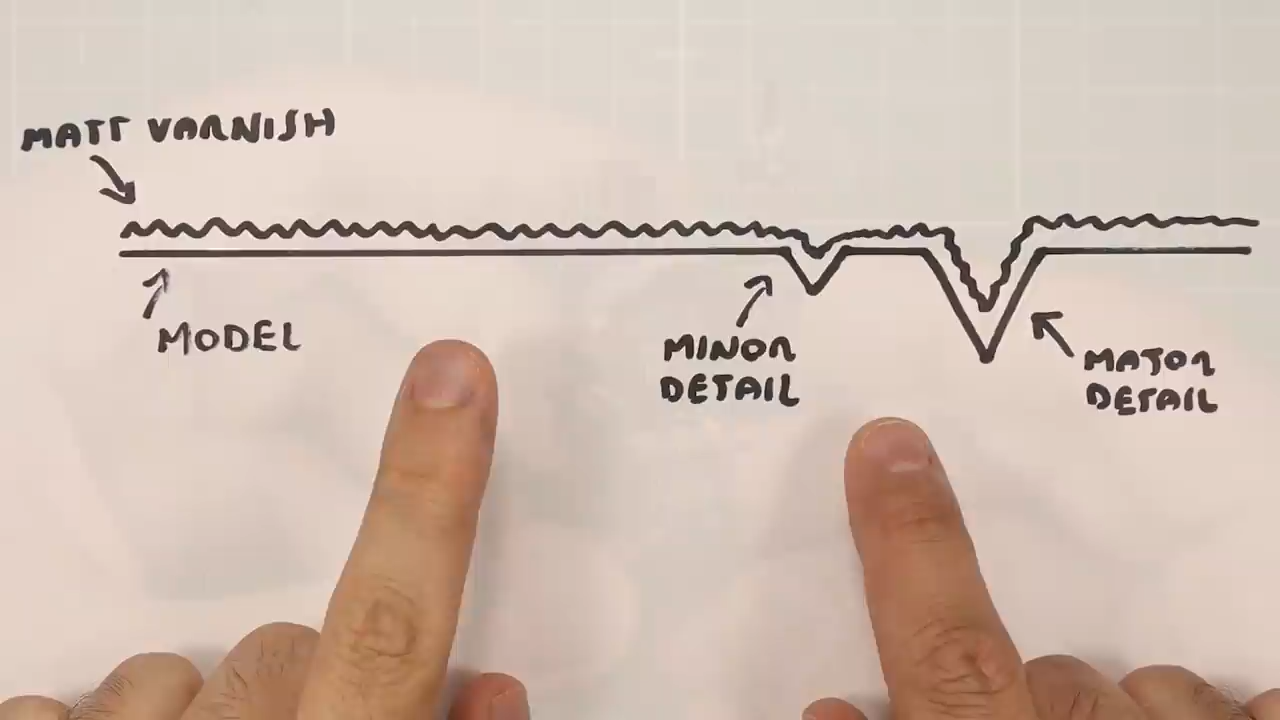 MATT VARNISH
MODEL
MINOR
DETAIL
MAJOR
DETAIL